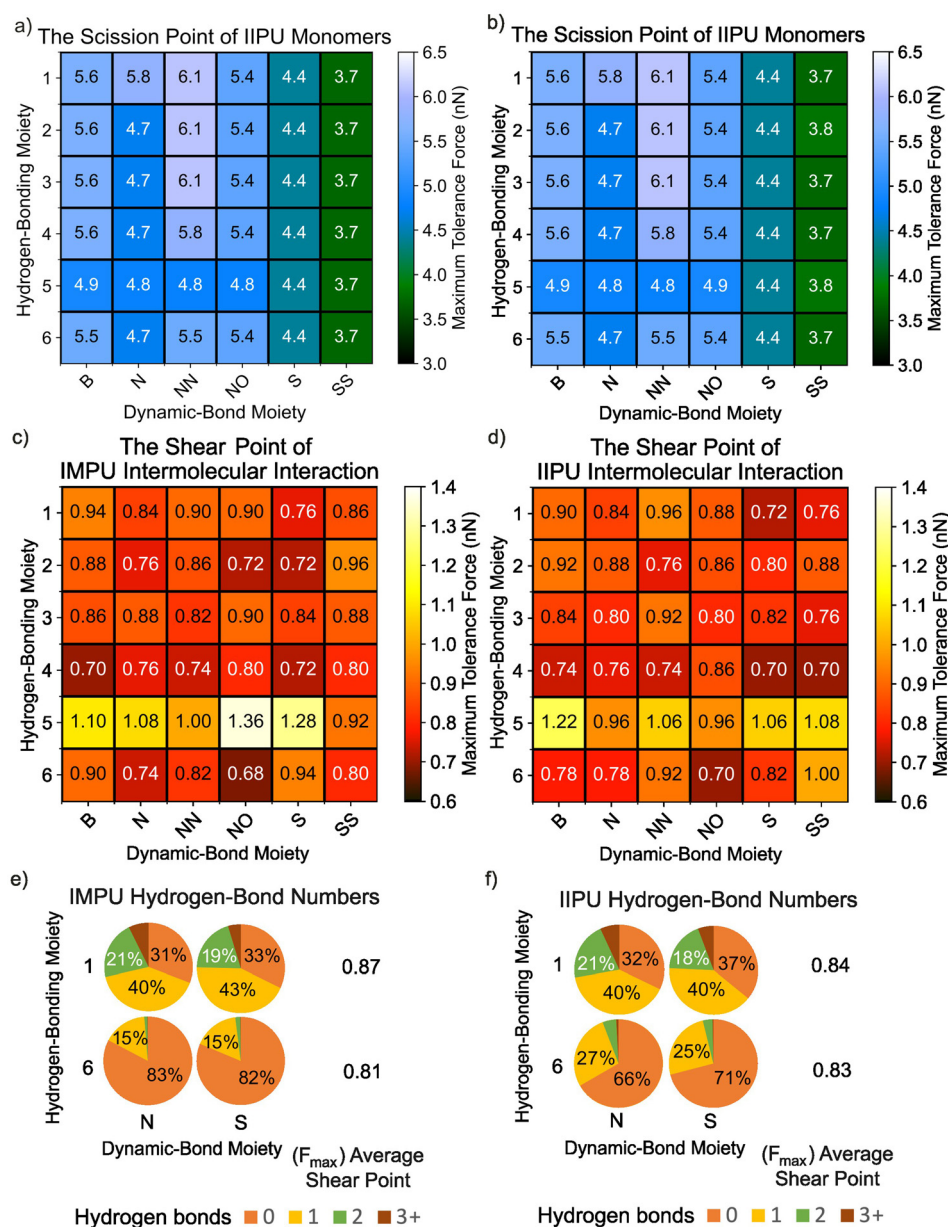 a)
The Scission Point of IIPU Monomers
Hydrogen-Bonding Moiety
1 5.6 5.8 6.1 5.4 4.4 3.7
2 5.6 4.7 6.1 5.4 4.4 3.7
3 5.6 4.7 6.1 5.4 4.4 3.7
4 5.6 4.7 5.8 5.4 4.4 3.7
5 4.9 4.8 4.8 4.8 4.4 3.7
6 5.5 4.7 5.5 5.4 4.4 3.7
B N NN NO S SS
Dynamic-Bond Moiety
6.5
6.0
5.5
5.0
4.5
4.0
3.5
3.0
Maximum Tolerance Force (nN)
b)
The Scission Point of IIPU Monomers
Hydrogen-Bonding Moiety
1 5.6 5.8 6.1 5.4 4.4 3.7
2 5.6 4.7 6.1 5.4 4.4 3.8
3 5.6 4.7 6.1 5.4 4.4 3.7
4 5.6 4.7 5.8 5.4 4.4 3.7
5 4.9 4.8 4.8 4.9 4.4 3.8
6 5.5 4.7 5.5 5.4 4.4 3.7
B N NN NO S SS
Dynamic-Bond Moiety
6.5
6.0
5.5
5.0
4.5
4.0
3.5
3.0
Maximum Tolerance Force (nN)
c)
The Shear Point of
IMPU Intermolecular Interaction
Hydrogen-Bonding Moiety
1 0.94 0.84 0.90 0.90 0.76 0.86
2 0.88 0.76 0.86 0.72 0.72 0.96
3 0.86 0.88 0.82 0.90 0.84 0.88
4 0.70 0.76 0.74 0.80 0.72 0.80
5 1.10 1.08 1.00 1.36 1.28 0.92
6 0.90 0.74 0.82 0.68 0.94 0.80
B N NN NO S SS
Dynamic-Bond Moiety
1.4
1.3
1.2
1.1
1.0
0.9
0.8
0.7
0.6
Maximum Tolerance Force (nN)
d)
The Shear Point of
IIPU Intermolecular Interaction
Hydrogen-Bonding Moiety
1 0.90 0.84 0.96 0.88 0.72 0.76
2 0.92 0.88 0.76 0.86 0.80 0.88
3 0.84 0.80 0.92 0.80 0.82 0.76
4 0.74 0.76 0.74 0.86 0.70 0.70
5 1.22 0.96 1.06 0.96 1.06 1.08
6 0.78 0.78 0.92 0.70 0.82 1.00
B N NN NO S SS
Dynamic-Bond Moiety
1.4
1.3
1.2
1.1
1.0
0.9
0.8
0.7
0.6
Maximum Tolerance Force (nN)
e)
IMPU Hydrogen-Bond Numbers
Hydrogen-Bonding Moiety
1 21% 31% 40% 19% 33% 43% 0.87
6 15% 83% 15% 82% 0.81
N S
Dynamic-Bond Moiety
(Fmax) Average
Shear Point
Hydrogen bonds 0 1 2 3+
f)
IIPU Hydrogen-Bond Numbers
Hydrogen-Bonding Moiety
1 21% 32% 40% 18% 37% 40% 0.84
6 27% 66% 25% 71% 0.83
N S
Dynamic-Bond Moiety
(Fmax) Average
Shear Point
Hydrogen bonds 0 1 2 3+